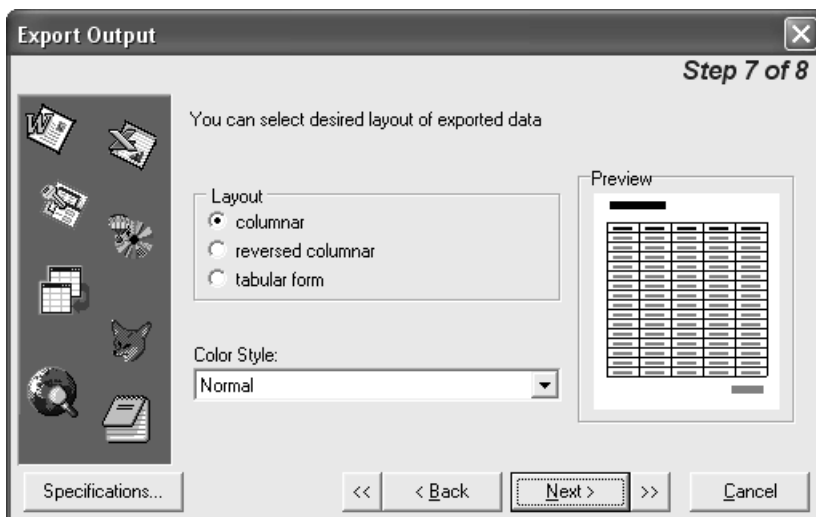 Export Output
Step 7 of 8
You can select desired layout of exported data
Layout
columnar
reversed columnar
tabular form
Color Style:
Normal
Preview
Specifications...
<<
< Back
Next >
>>
Cancel